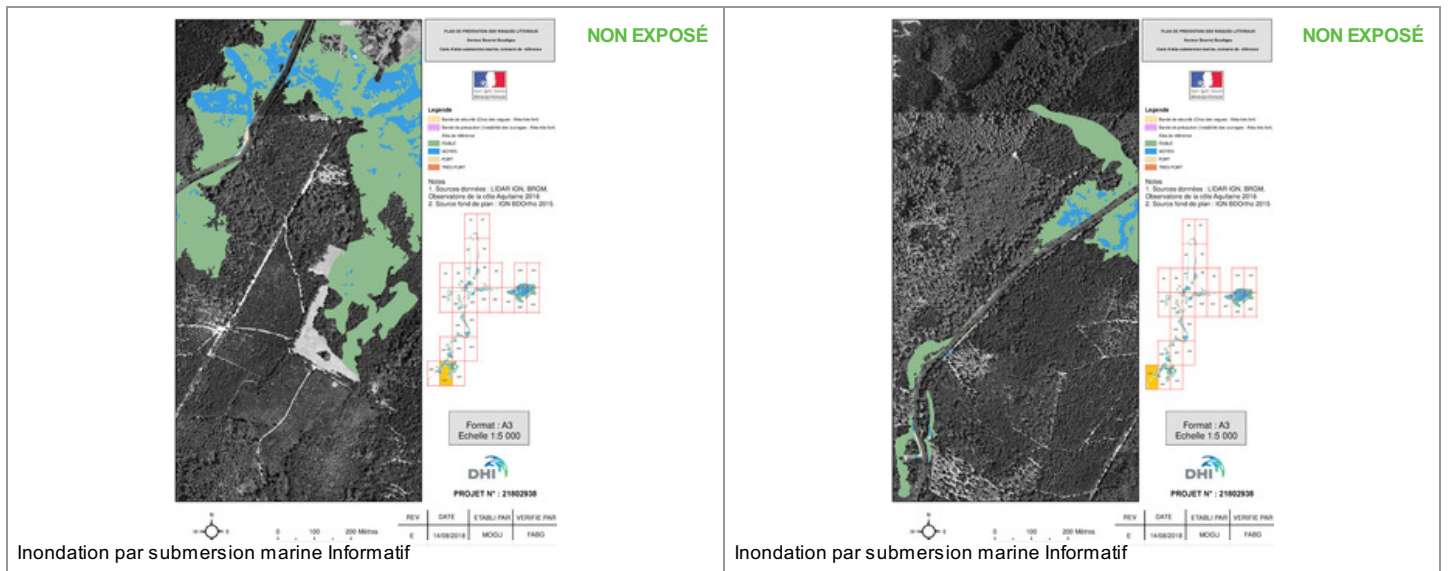 PLAN DE PREVENTION DES RISQUES LITTORAUX
NON EXPOSÉ
Legende
FAIBLE
MOYEN
FORT
TRES FORT
Notes
1. Sources données : LIDAR IGN, BRGM,
Observatoire de la côte Aquitaine 2016
2. Source fond de plan : IGN BDOrtho 2015
Format : A3
Echelle 1:5 000
DHI
PROJET N° : 21802938
REV DATE ETABLI PAR VERIFIE PAR
E 14/08/2018 MOGU FABG
0 100 200 Mètres
Inondation par submersion marine Informatif
PLAN DE PREVENTION DES RISQUES LITTORAUX
NON EXPOSÉ
Legende
FAIBLE
MOYEN
FORT
TRES FORT
Notes
1. Sources données : LIDAR IGN, BRGM,
Observatoire de la côte Aquitaine 2016
2. Source fond de plan : IGN BDOrtho 2015
Format : A3
Echelle 1:5 000
DHI
PROJET N° : 21802938
REV DATE ETABLI PAR VERIFIE PAR
E 14/08/2018 MOGU FABG
0 100 200 Mètres
Inondation par submersion marine Informatif